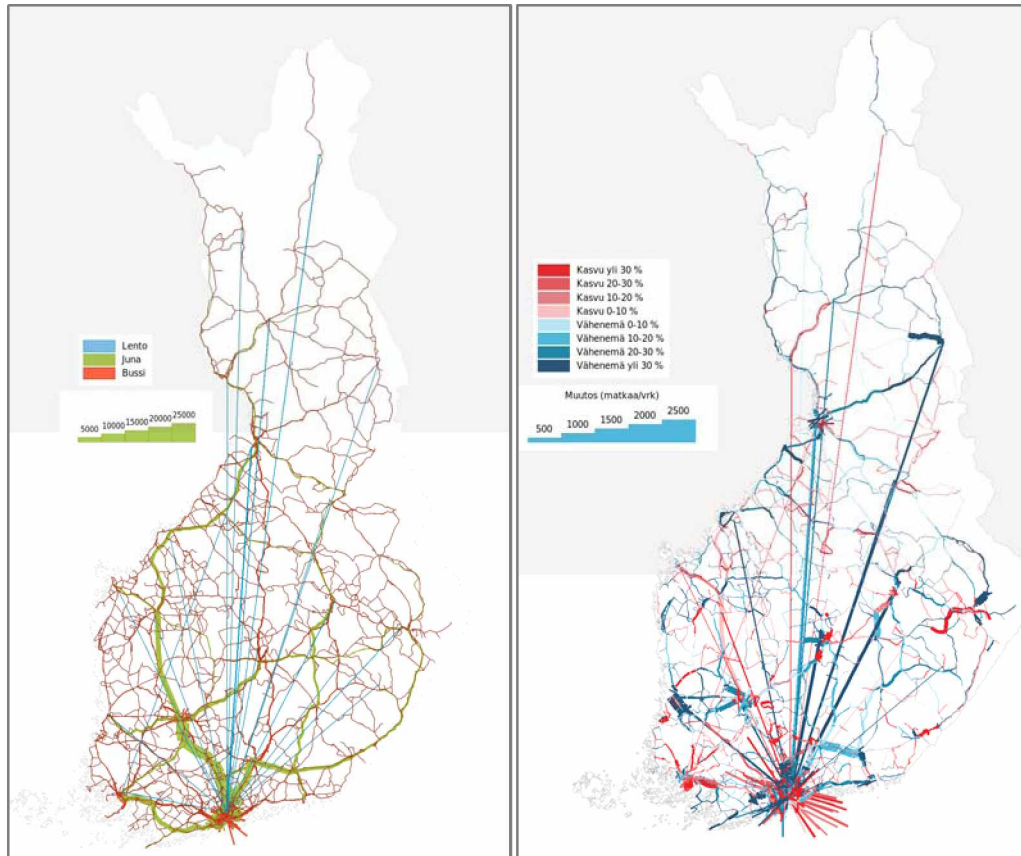 Lento
Juna
Bussi
5000 10000 15000 20000 25000
Kasvu yli 30 %
Kasvu 20-30 %
Kasvu 10-20 %
Kasvu 0-10 %
Vähenemä 0-10 %
Vähenemä 10-20 %
Vähenemä 20-30 %
Vähenemä yli 30 %
Muutos (matkaa/vrk)
500 1000 1500 2000 2500